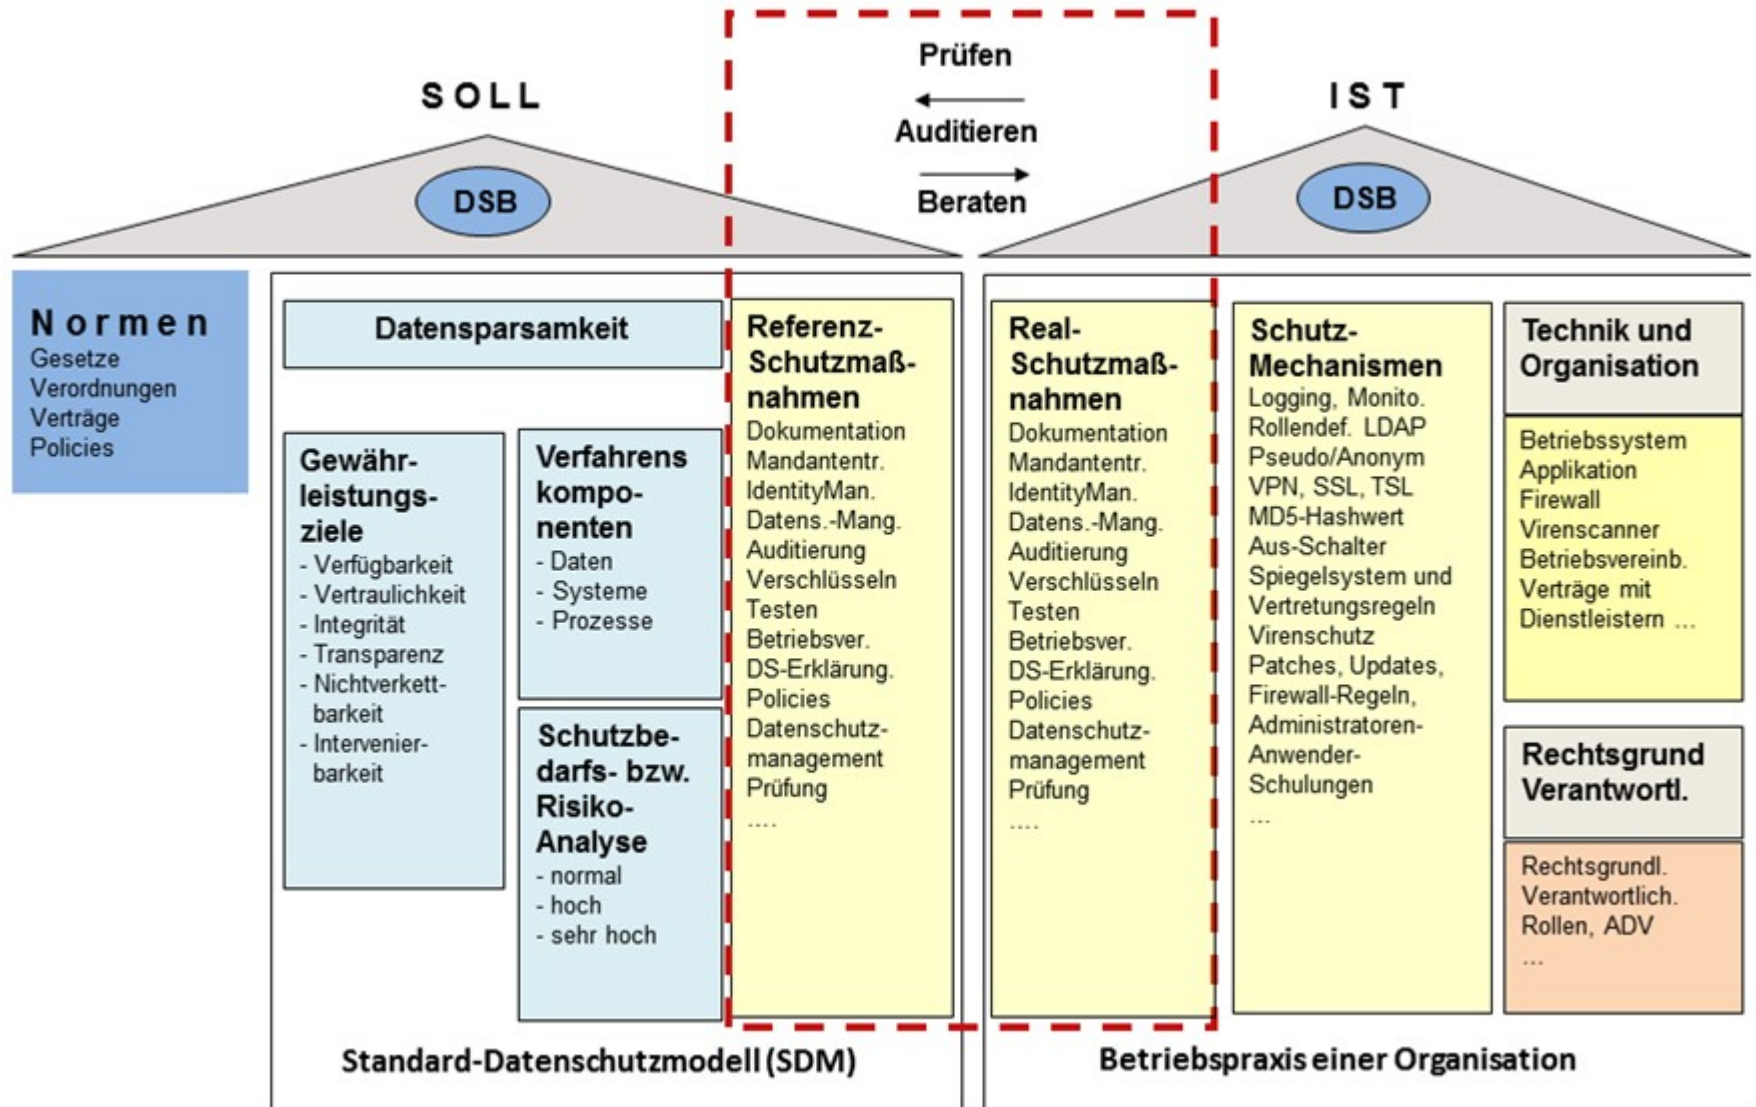 Prüfen
Auditieren
Beraten
S O L L
DSB
I S T
DSB
Normen
Gesetze
Verordnungen
Verträge
Policies
Datensparsamkeit
Gewähr-
leistungs-
ziele
- Verfügbarkeit
- Vertraulichkeit
- Integrität
- Transparenz
- Nichtverkett-
barkeit
- Intervenier-
barkeit
Verfahrens
kompo-
nenten
- Daten
- Systeme
- Prozesse
Schutzbe-
darfs- bzw.
Risiko-
Analyse
- normal
- hoch
- sehr hoch
Referenz-
Schutzmaß-
nahmen
Dokumentation
Mandantentr.
IdentityMan.
Datens.-Mang.
Auditierung
Verschlüsseln
Testen
Betriebsver.
DS-Erklärung.
Policies
Datenschutz-
management
Prüfung
....
Real-
Schutzmaß-
nahmen
Dokumentation
Mandantentr.
IdentityMan.
Datens.-Mang.
Auditierung
Verschlüsseln
Testen
Betriebsver.
DS-Erklärung.
Policies
Datenschutz-
management
Prüfung
....
Schutz-
Mechanismen
Logging, Monito.
Rollendef. LDAP
Pseudo/Anonym
VPN, SSL, TSL
MD5-Hashwert
Aus-Schalter
Spiegelsystem und
Vertretungsregeln
Virenschutz
Patches, Updates,
Firewall-Regeln,
Administratoren-
Anwender-
Schulungen
...
Technik und
Organisation
Betriebssystem
Applikation
Firewall
Virenscanner
Betriebsvereinb.
Verträge mit
Dienstleistern ...
Rechtsgrund
Verantwortl.
Rechtsgrundl.
Verantwortlich.
Rollen, ADV
...
Standard-Datenschutzmodell (SDM)
Betriebspraxis einer Organisation